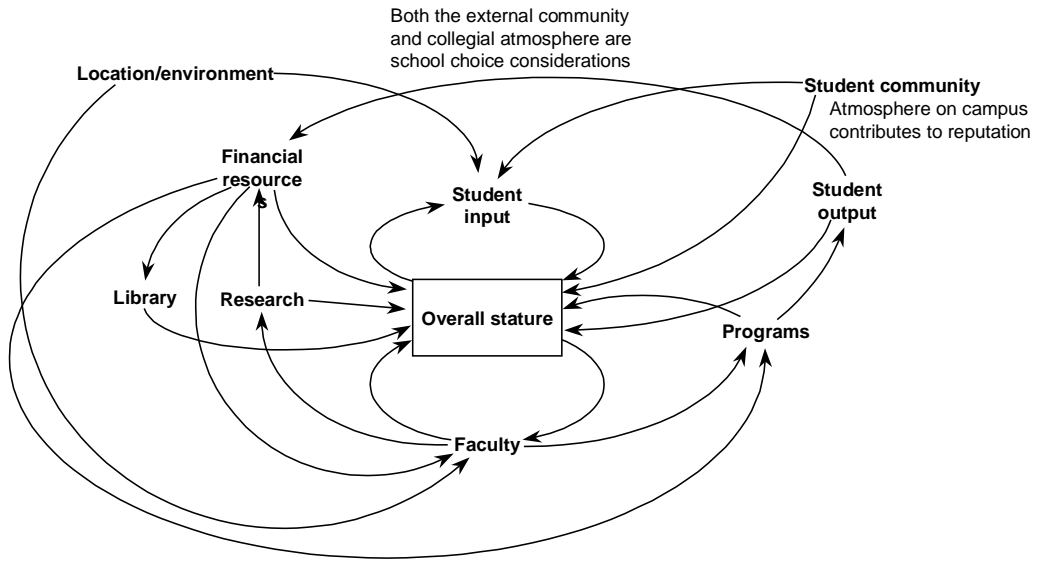 Both the external community
and collegial atmosphere are
school choice considerations
Location/environment
Student community
Atmosphere on campus
contributes to reputation
Financial
resource
s
Student
input
Student
output
Library
Research
Overall stature
Programs
Faculty